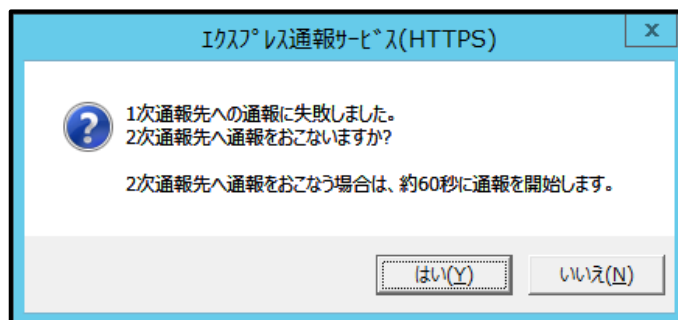 ｴｸｽﾌﾟﾚｽ通報ｻｰﾋﾞｽ(HTTPS)
x
1次通報先への通報に失敗しました。
2次通報先へ通報をおこないますか?
2次通報先へ通報をおこなう場合は、約60秒に通報を開始します。
はい(Y)
いいえ(N)